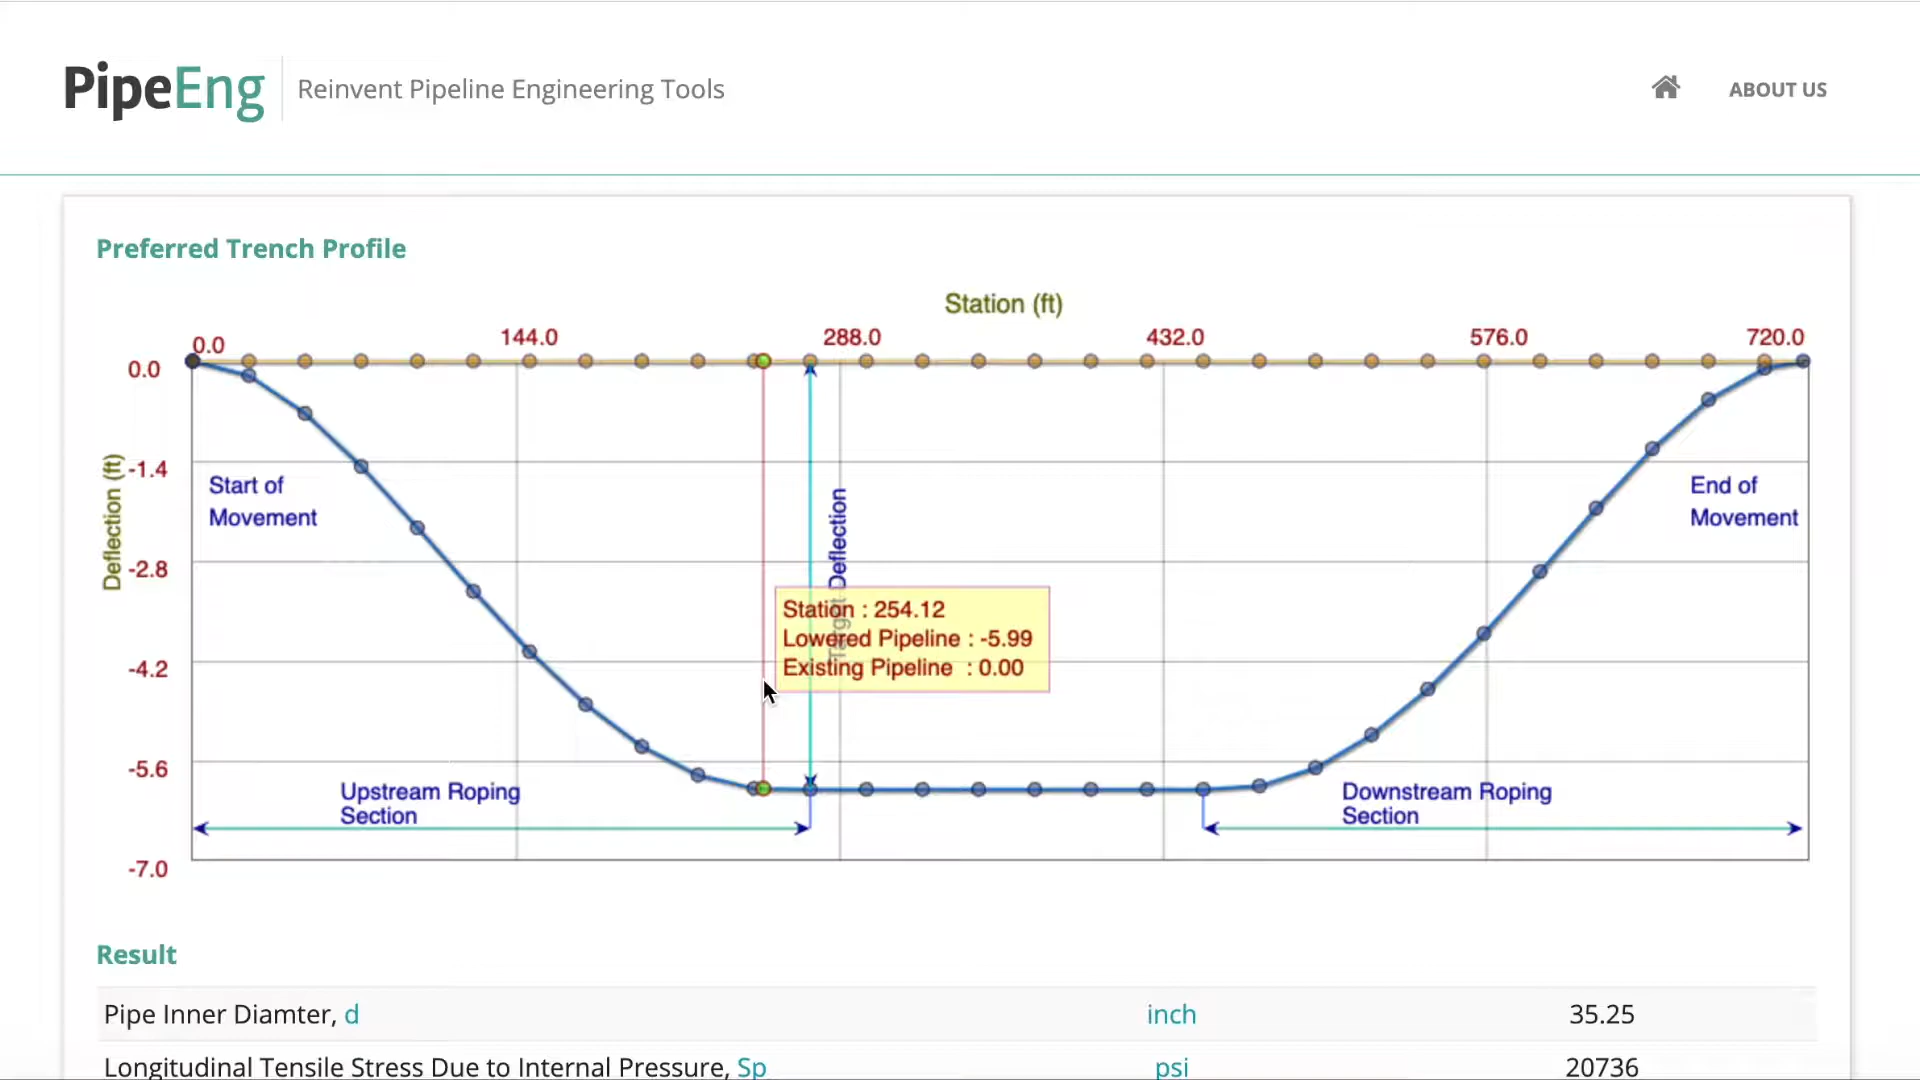 PipeEng
Reinvent Pipeline Engineering Tools
ABOUT US
Preferred Trench Profile
Station (ft)
0.0
144.0
288.0
432.0
576.0
720.0
0.0
-1.4
-2.8
-4.2
-5.6
-7.0
Deflection (ft)
Start of
Movement
End of
Movement
Target Deflection
Station : 254.12
Lowered Pipeline : -5.99
Existing Pipeline : 0.00
Upstream Roping
Section
Downstream Roping
Section
Result
Pipe Inner Diamter, d inch 35.25
Longitudinal Tensile Stress Due to Internal Pressure, Sp psi 20736